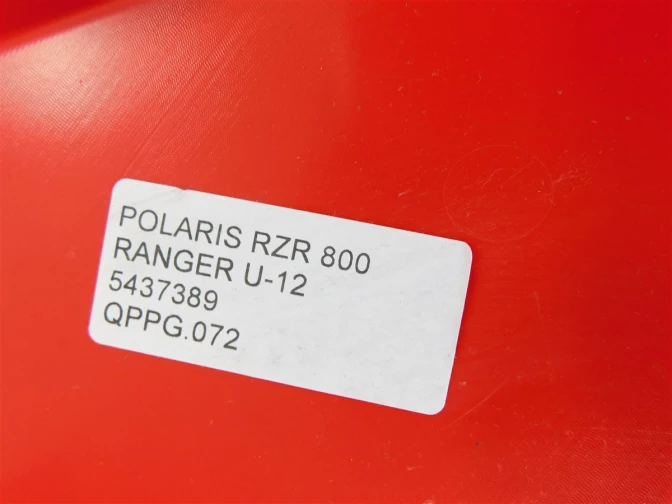 POLARIS RZR 800
RANGER U-12
5437389
QPPG.072